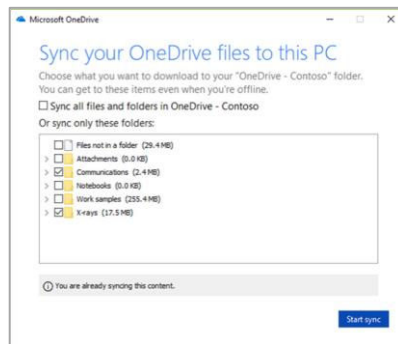 Microsoft OneDrive
Sync your OneDrive files to this PC
Choose what you want to download to your "OneDrive - Contoso" folder.
You can get to these items even when you're offline.
Sync all files and folders in OneDrive - Contoso
Or sync only these folders:
Files not in a folder (29.4 MB)
Attachments (0.0 KB)
Communications (2.4 MB)
Notebooks (0.0 KB)
Work samples (255.4 MB)
X-rays (17.5 MB)
You are already syncing this content.
Start sync